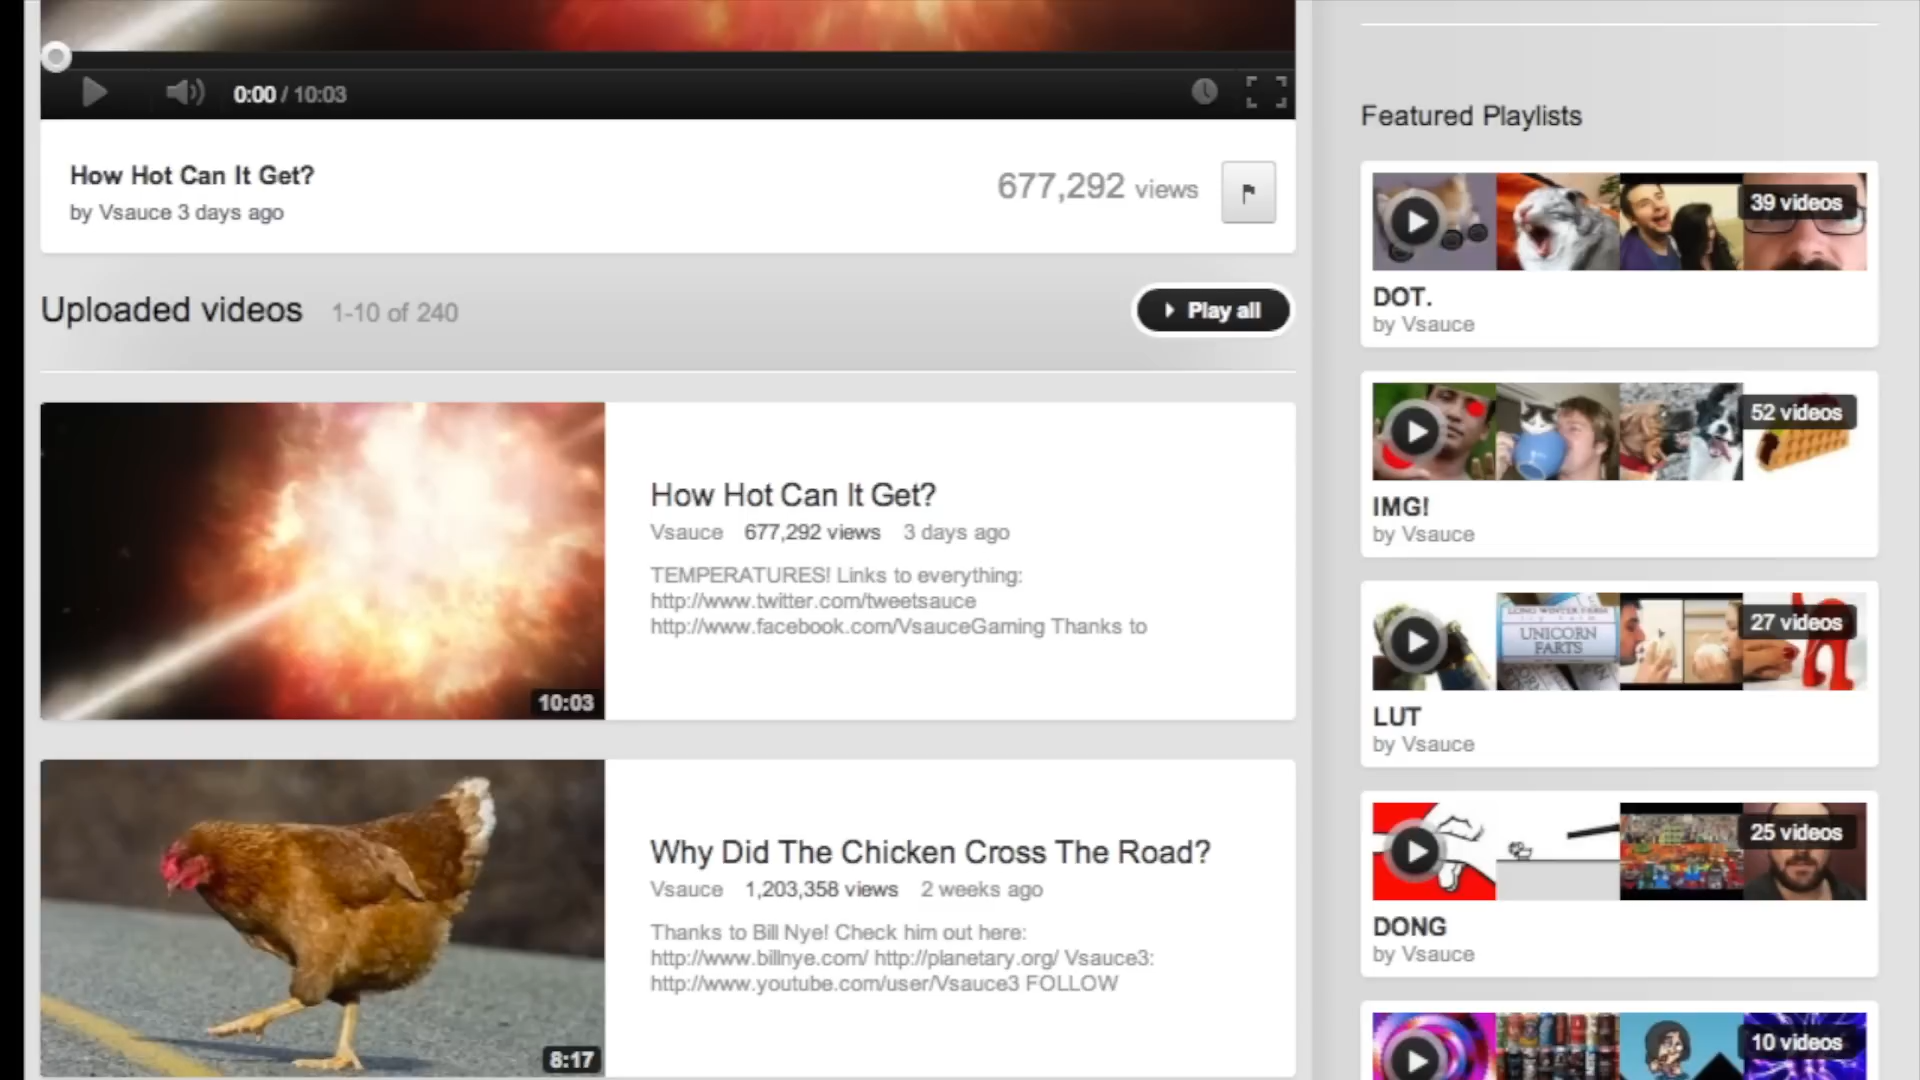 0:00 / 10:03
How Hot Can It Get?
by Vsauce 3 days ago
677,292 views
Uploaded videos 1-10 of 240
Play all
10:03
How Hot Can It Get?
Vsauce 677,292 views 3 days ago
TEMPERATURES! Links to everything:
http://www.twitter.com/tweetsauce
http://www.facebook.com/VsauceGaming Thanks to
8:17
Why Did The Chicken Cross The Road?
Vsauce 1,203,358 views 2 weeks ago
Thanks to Bill Nye! Check him out here:
http://www.billnye.com/ http://planetary.org/ Vsauce3:
http://www.youtube.com/user/Vsauce3 FOLLOW
Featured Playlists
39 videos
DOT.
by Vsauce
52 videos
IMG!
by Vsauce
LONG WINTER FARM
UNICORN
FARTS
27 videos
LUT
by Vsauce
25 videos
DONG
by Vsauce
10 videos